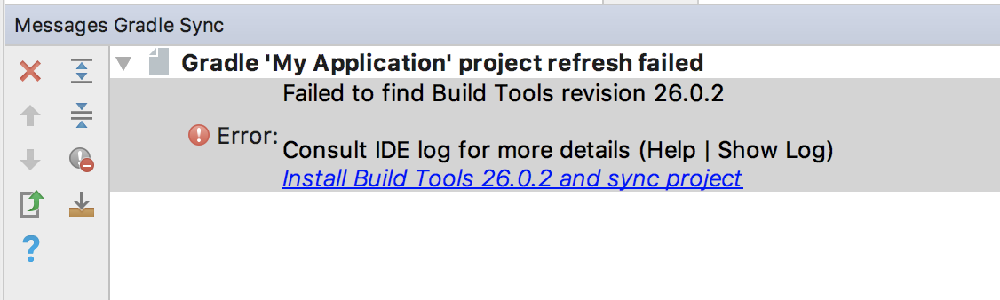 Messages Gradle Sync
Gradle 'My Application' project refresh failed
Failed to find Build Tools revision 26.0.2
Error:
Consult IDE log for more details (Help | Show Log)
Install Build Tools 26.0.2 and sync project
?